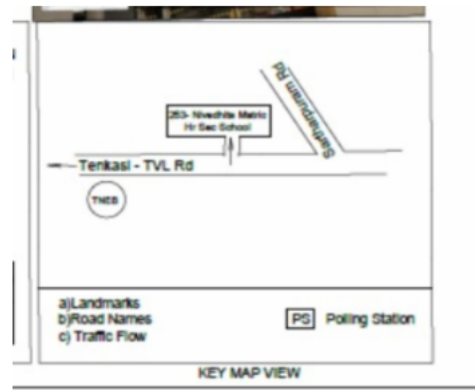 Sartharpuram Rd
253- Nivedhita Matric
Hr Sec School
Tenkasi - TVL Rd
TNEB
a)Landmarks
b)Road Names
c) Traffic Flow
PS Polling Station
KEY MAP VIEW